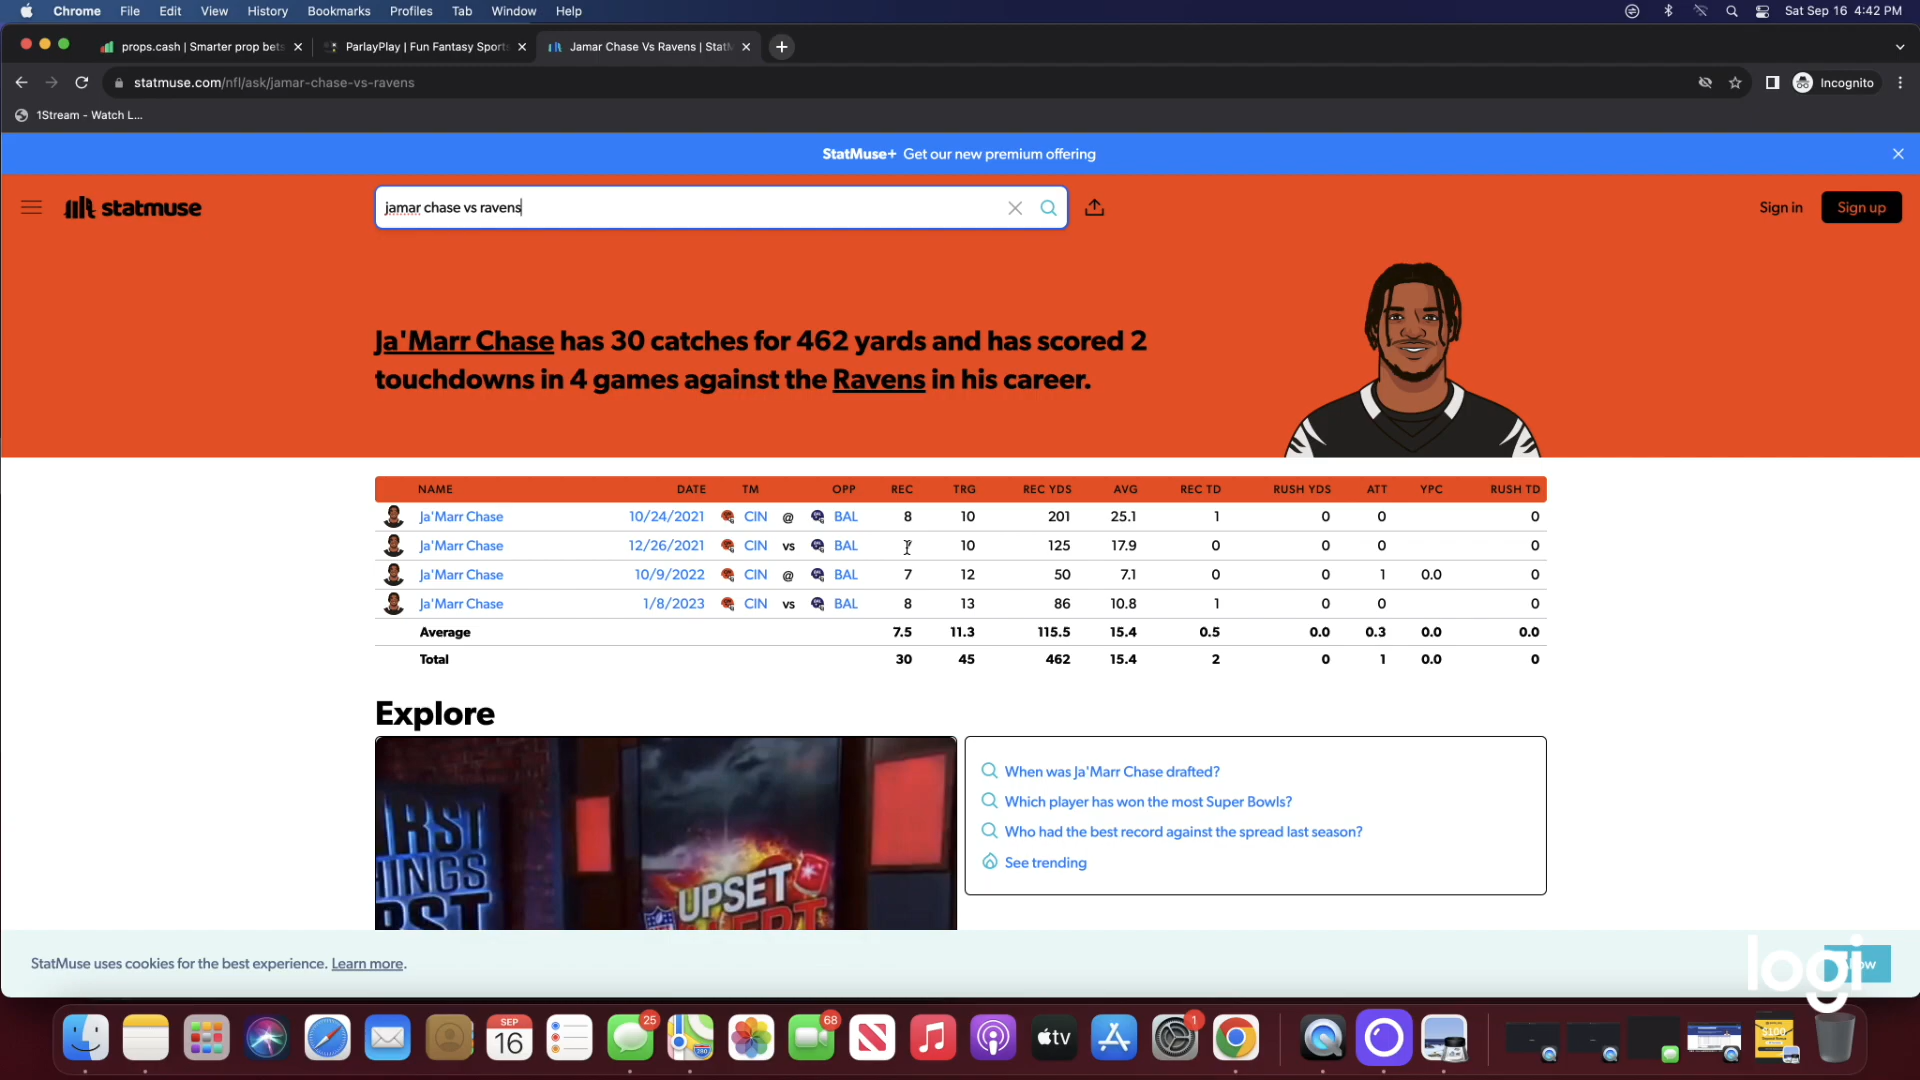 Chrome File Edit View History Bookmarks Profiles Tab Window Help Sat Sep 16 4:42 PM
props.cash | Smarter prop bets ParlayPlay | Fun Fantasy Sports Jamar Chase Vs Ravens | StatM
statmuse.com/nfl/ask/jamar-chase-vs-ravens Incognito
1Stream - Watch L...
StatMuse+ Get our new premium offering
statmuse jamar chase vs ravens Sign in Sign up
Ja'Marr Chase has 30 catches for 462 yards and has scored 2
touchdowns in 4 games against the Ravens in his career.
NAME DATE TM OPP REC TRG REC YDS AVG REC TD RUSH YDS ATT YPC RUSH TD
Ja'Marr Chase 10/24/2021 CIN @ BAL 8 10 201 25.1 1 0 0 0
Ja'Marr Chase 12/26/2021 CIN vs BAL 10 125 17.9 0 0 0 0
Ja'Marr Chase 10/9/2022 CIN @ BAL 7 12 50 7.1 0 0 1 0.0 0
Ja'Marr Chase 1/8/2023 CIN vs BAL 8 13 86 10.8 1 0 0 0
Average 7.5 11.3 115.5 15.4 0.5 0.0 0.3 0.0 0.0
Total 30 45 462 15.4 2 0 1 0.0 0
Explore
When was Ja'Marr Chase drafted?
Which player has won the most Super Bowls?
Who had the best record against the spread last season?
See trending
UPSET
StatMuse uses cookies for the best experience. Learn more.
logi
25
68
1
SEP
16
tv